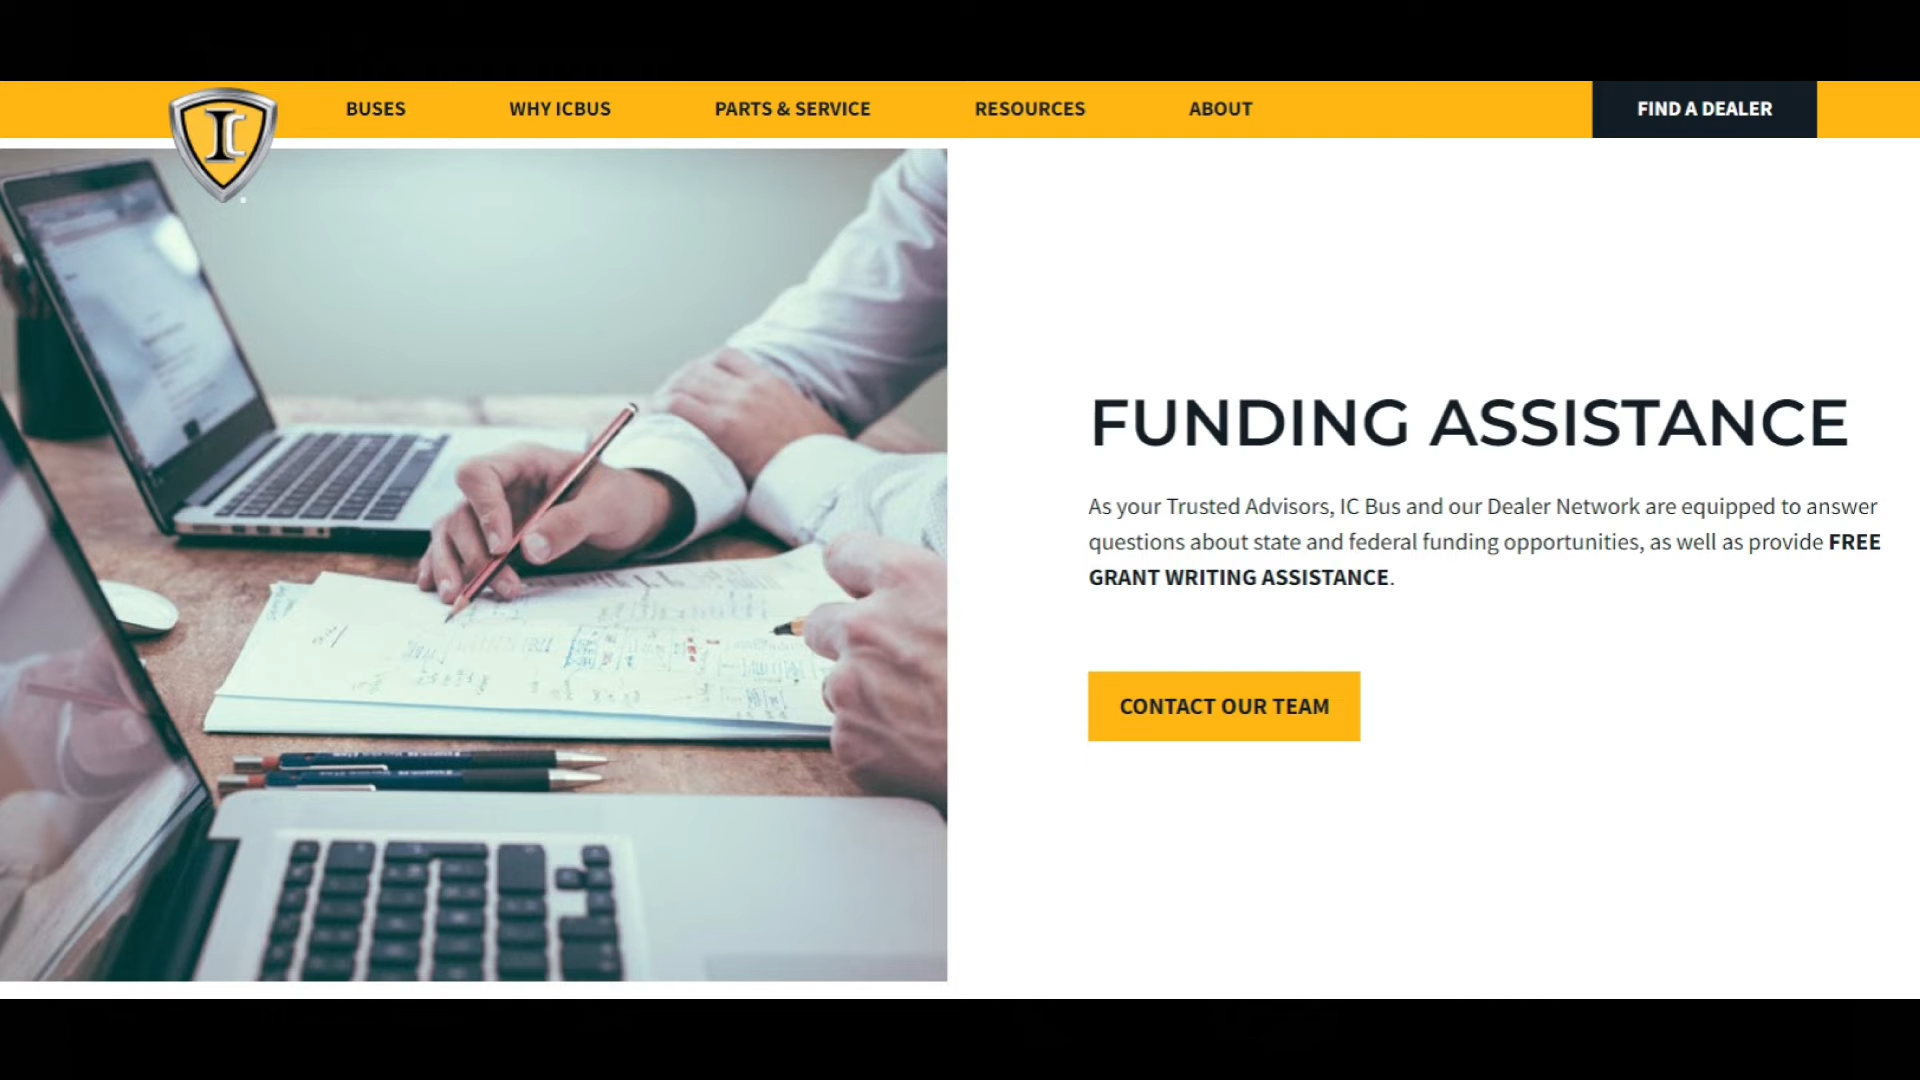 IC
BUSES WHY ICBUS PARTS & SERVICE RESOURCES ABOUT FIND A DEALER
FUNDING ASSISTANCE
As your Trusted Advisors, IC Bus and our Dealer Network are equipped to answer
questions about state and federal funding opportunities, as well as provide FREE
GRANT WRITING ASSISTANCE.
CONTACT OUR TEAM